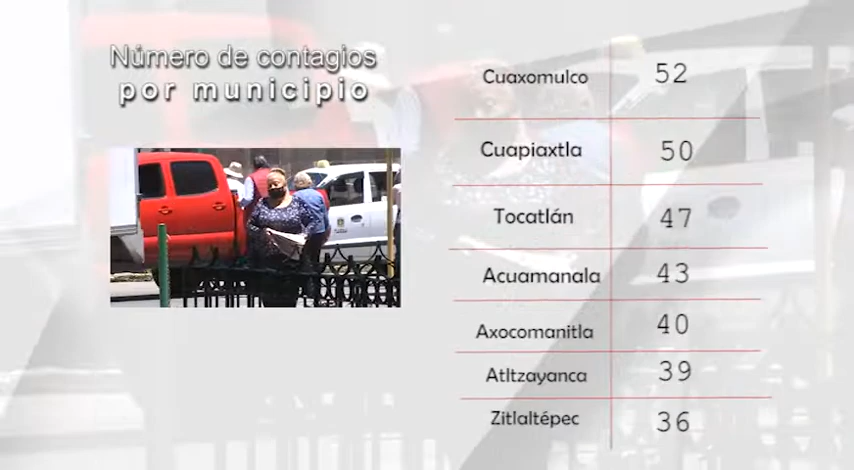 Número de contagios
por municipio
Cuaxomulco 52
Cuapiaxtla 50
Tocatlán 47
Acuamanala 43
Axocomanitla 40
Atltzayanca 39
Zitlaltépec 36